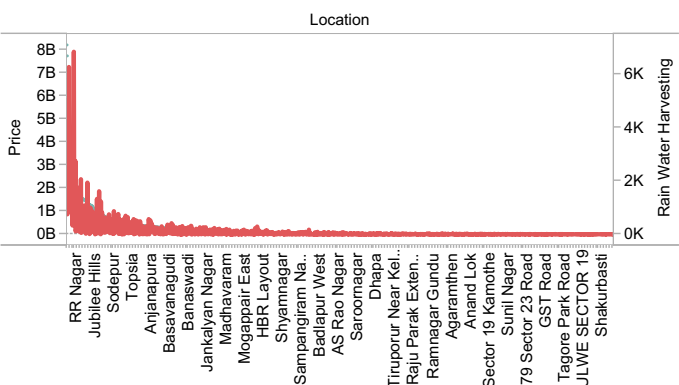 Location
8B
7B
6B
5B
4B
3B
2B
1B
0B
Price
6K
4K
2K
0K
Rain Water Harvesting
RR Nagar
Jubilee Hills
Sodepur
Topsia
Anjanapura
Basavanagudi
Banaswadi
Jankalyan Nagar
Madhavaram
Mogappair East
HBR Layout
Shyamnagar
Sampangiram Na..
Badlapur West
AS Rao Nagar
Saroornagar
Dhapa
Tiruporur Near Kel..
Raju Parak Exten..
Ramnagar Gundu
Agaramthen
Anand Lok
Sector 19 Kamothe
Sunil Nagar
79 Sector 23 Road
GST Road
Tagore Park Road
ULWE SECTOR 19
Shakurbasti